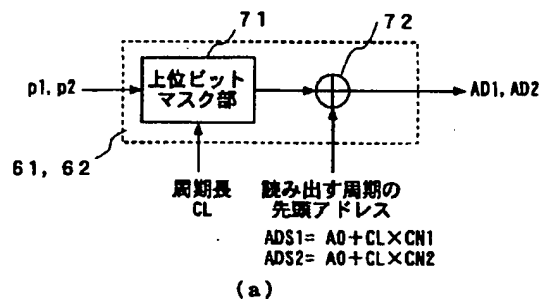 71
72
上位ビット
マスク部
p1, p2
AD1, AD2
61, 62
周期長
CL
読み出す周期の
先頭アドレス
ADS1= A0+CL×CN1
ADS2= A0+CL×CN2
(a)